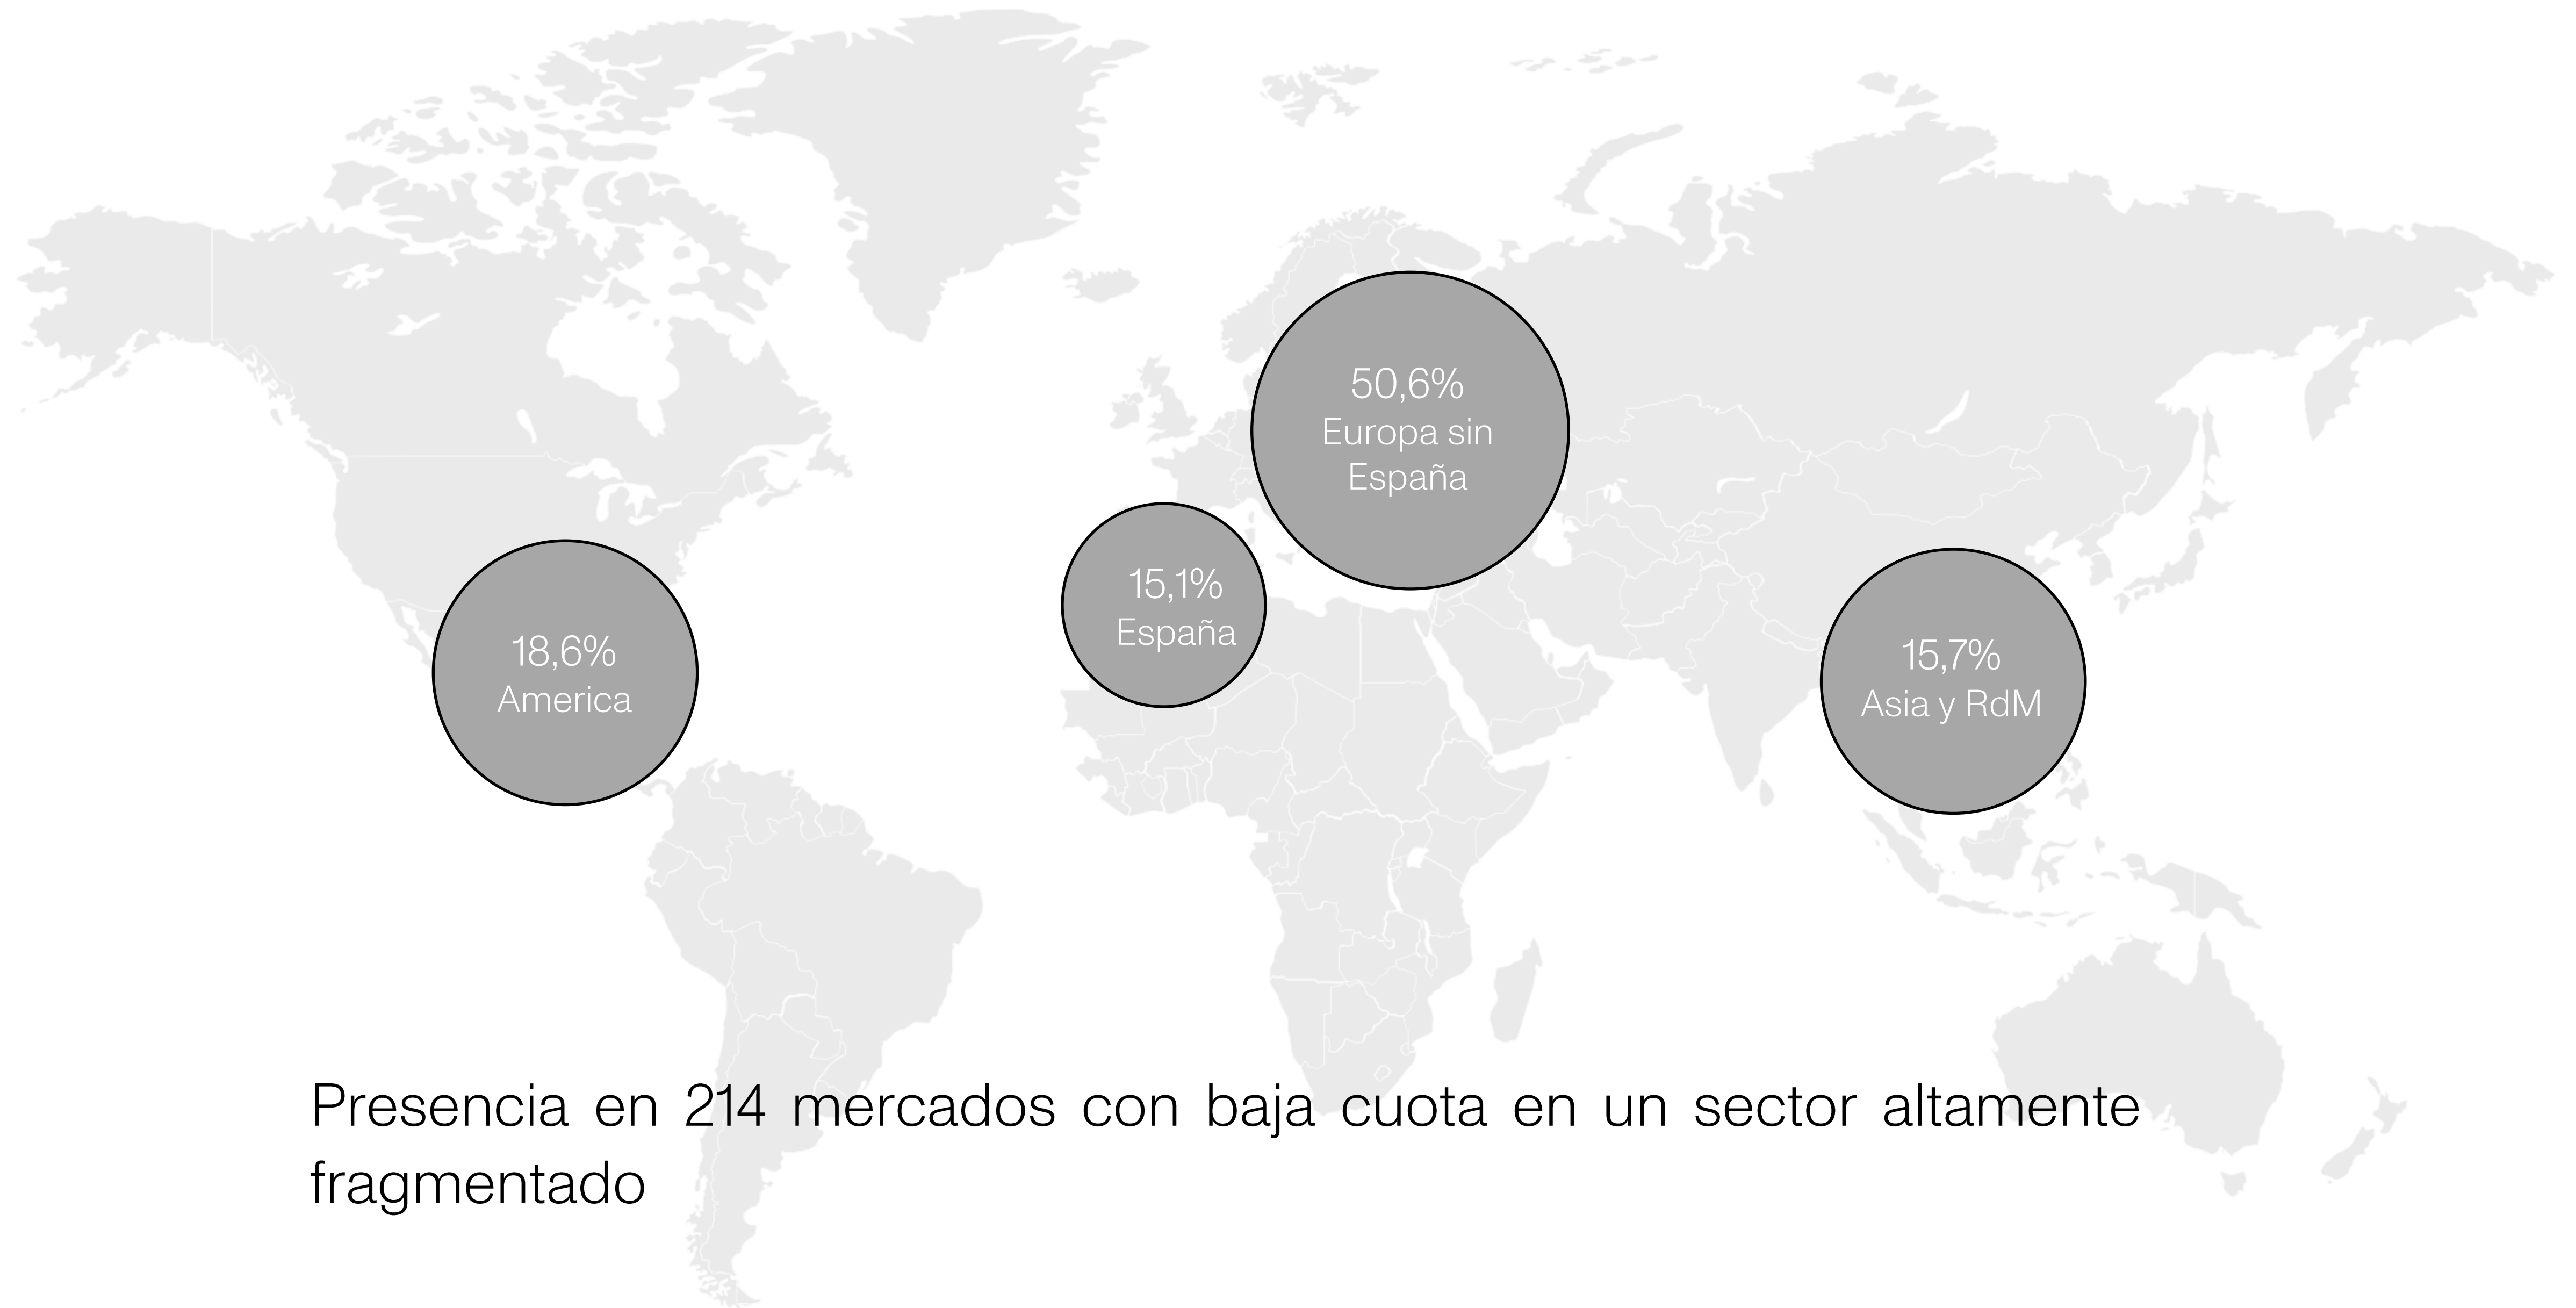 50,6%
Europa sin
España
15,1%
España
18,6%
America
15,7%
Asia y RdM
Presencia en 214 mercados con baja cuota en un sector altamente
fragmentado